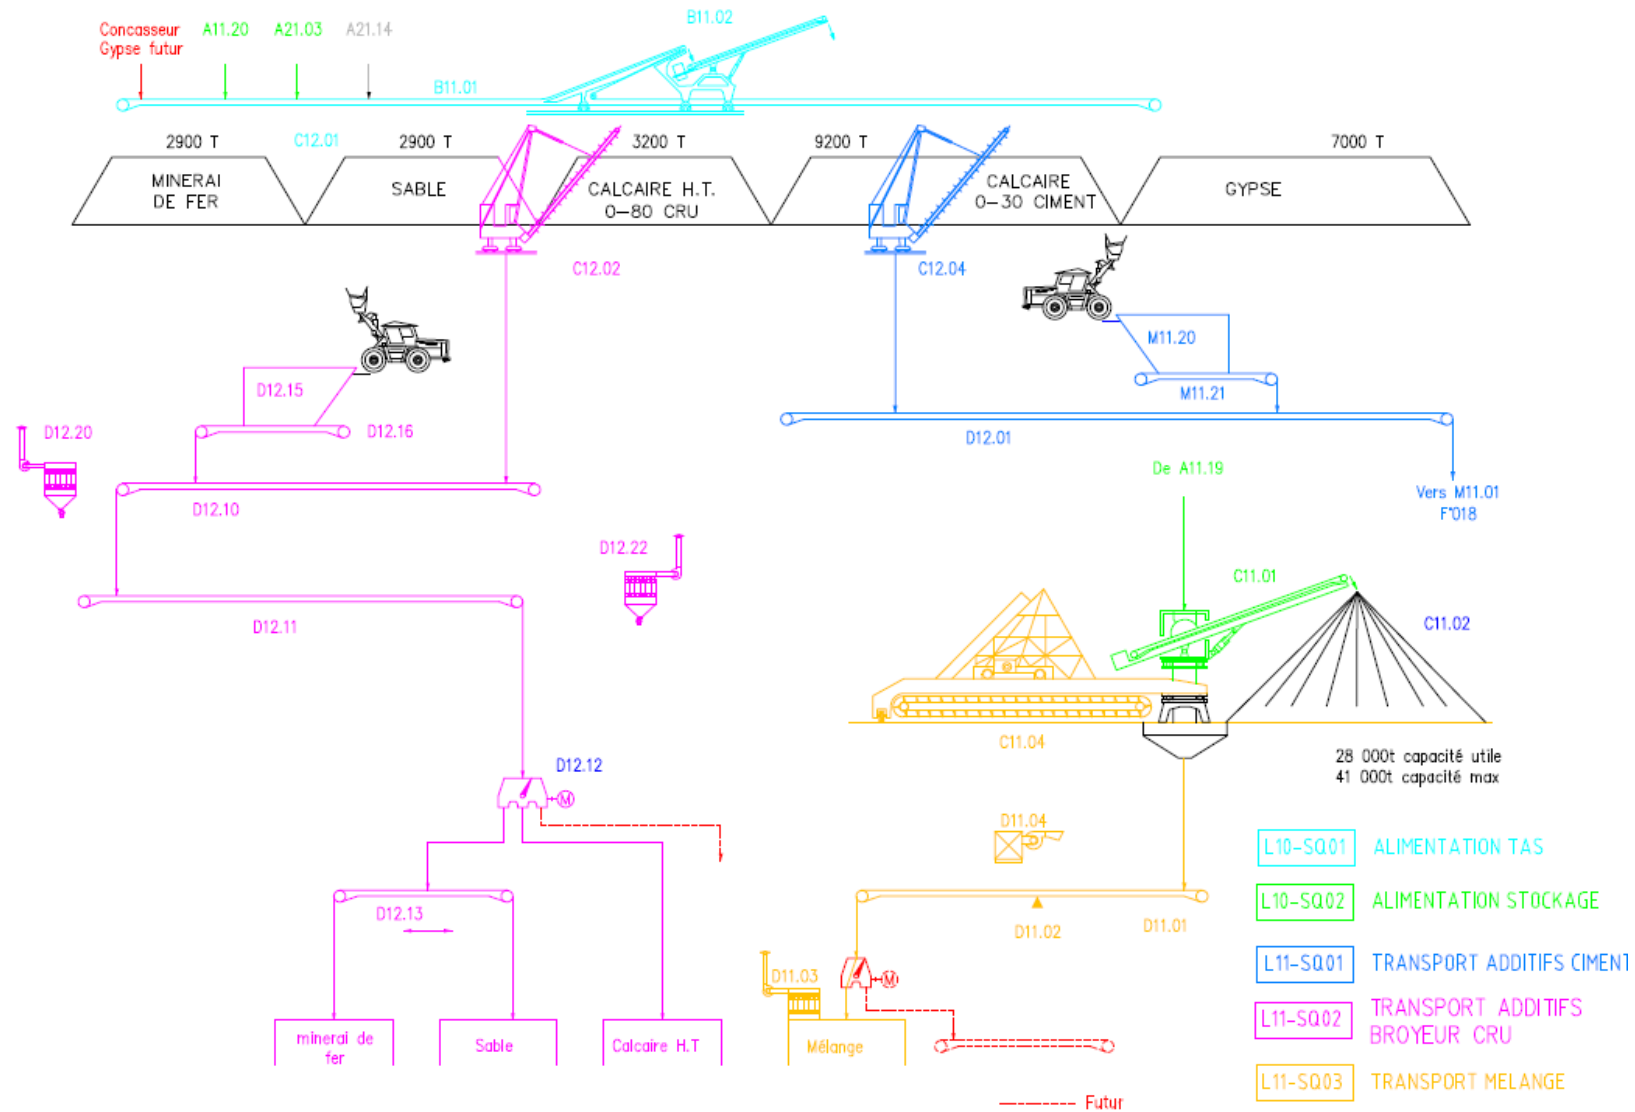 Concasseur
Gypse futur
A11.20
A21.03
A21.14
B11.02
B11.01
C12.01
2900 T
2900 T
3200 T
9200 T
7000 T
MINERAI
DE FER
SABLE
CALCAIRE H.T.
0-80 CRU
CALCAIRE
0-30 CIMENT
GYPSE
C12.02
C12.04
M11.20
M11.21
D12.15
D12.16
D12.20
D12.10
D12.01
De A11.19
Vers M11.01
F°018
D12.22
D12.11
C11.01
C11.02
C11.04
28 000t capacité utile
41 000t capacité max
D12.12
M
D11.04
D12.13
D11.02
D11.01
D11.03
M
minerai de
fer
Sable
Calcaire H.T
Mélange
Futur
L10-SQ01 ALIMENTATION TAS
L10-SQ02 ALIMENTATION STOCKAGE
L11-SQ01 TRANSPORT ADDITIFS CIMENT
L11-SQ02 TRANSPORT ADDITIFS
BROYEUR CRU
L11-SQ03 TRANSPORT MELANGE